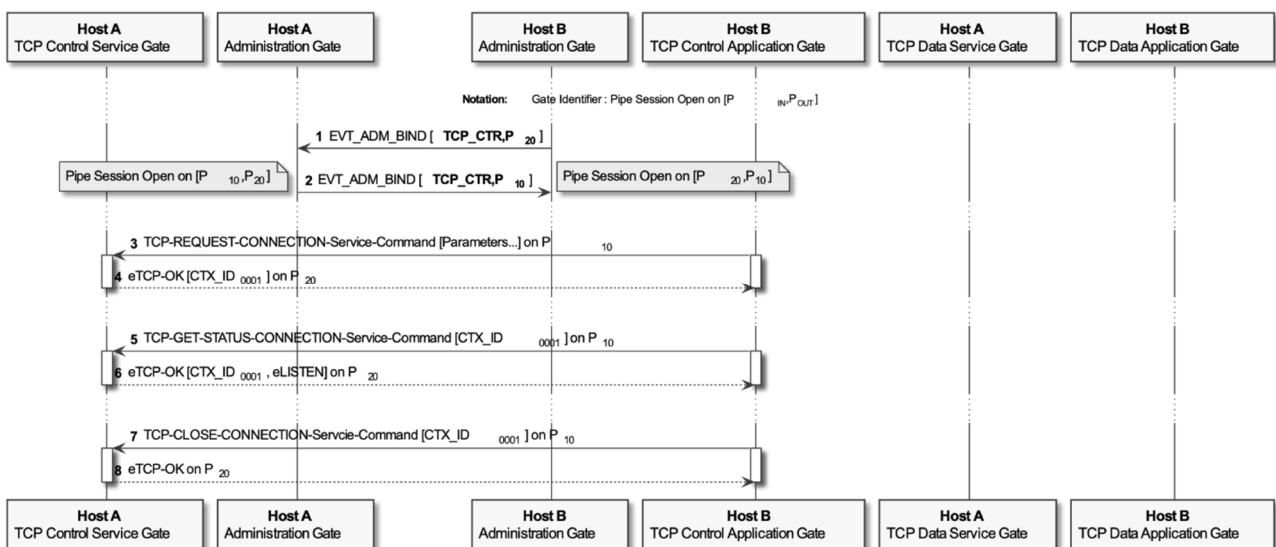 Host A
TCP Control Service Gate
Host A
Administration Gate
Host B
Administration Gate
Host B
TCP Control Application Gate
Host A
TCP Data Service Gate
Host B
TCP Data Application Gate
Notation: Gate Identifier : Pipe Session Open on [P IN,P OUT]
1 EVT_ADM_BIND [ TCP_CTR,P 20 ]
Pipe Session Open on [P 10,P20]
2 EVT_ADM_BIND [ TCP_CTR,P 10 ]
Pipe Session Open on [P 20,P10]
3 TCP-REQUEST-CONNECTION-Service-Command [Parameters...] on P 10
4 eTCP-OK [CTX_ID 0001 ] on P 20
5 TCP-GET-STATUS-CONNECTION-Service-Command [CTX_ID 0001 ] on P 10
6 eTCP-OK [CTX_ID 0001 , eLISTEN] on P 20
7 TCP-CLOSE-CONNECTION-Servcie-Command [CTX_ID 0001 ] on P 10
8 eTCP-OK on P 20
Host A
TCP Control Service Gate
Host A
Administration Gate
Host B
Administration Gate
Host B
TCP Control Application Gate
Host A
TCP Data Service Gate
Host B
TCP Data Application Gate